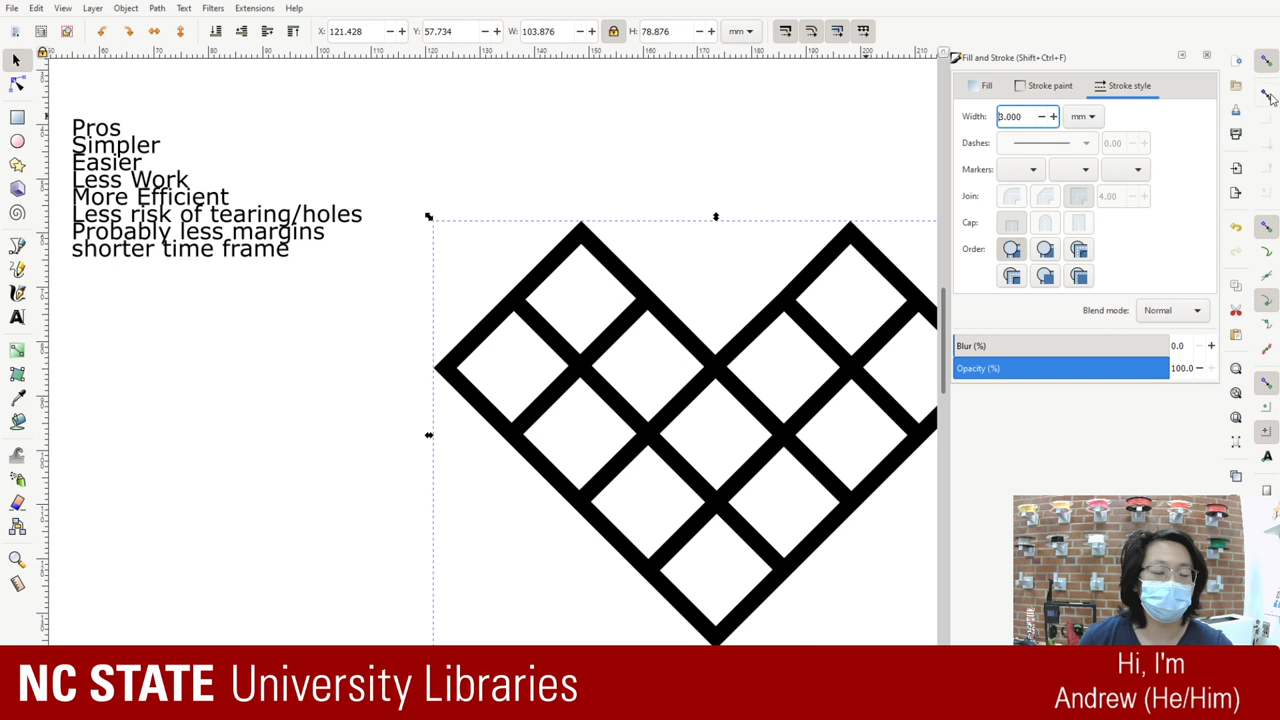 File Edit View Layer Object Path Text Filters Extensions Help
X: 121.428 Y: 57.734 W: 103.876 H: 78.876 mm
Fill and Stroke (Shift+Ctrl+F)
Fill Stroke paint Stroke style
Width: 3.000 mm
Dashes: 0.00
Markers:
Join: 4.00
Cap:
Order:
Blend mode: Normal
Blur (%) 0.0
Opacity (%) 100.0
Pros
Simpler
Easier
Less Work
More Efficient
Less risk of tearing/holes
Probably less margins
shorter time frame
NC STATE University Libraries
Hi, I'm
Andrew (He/Him)